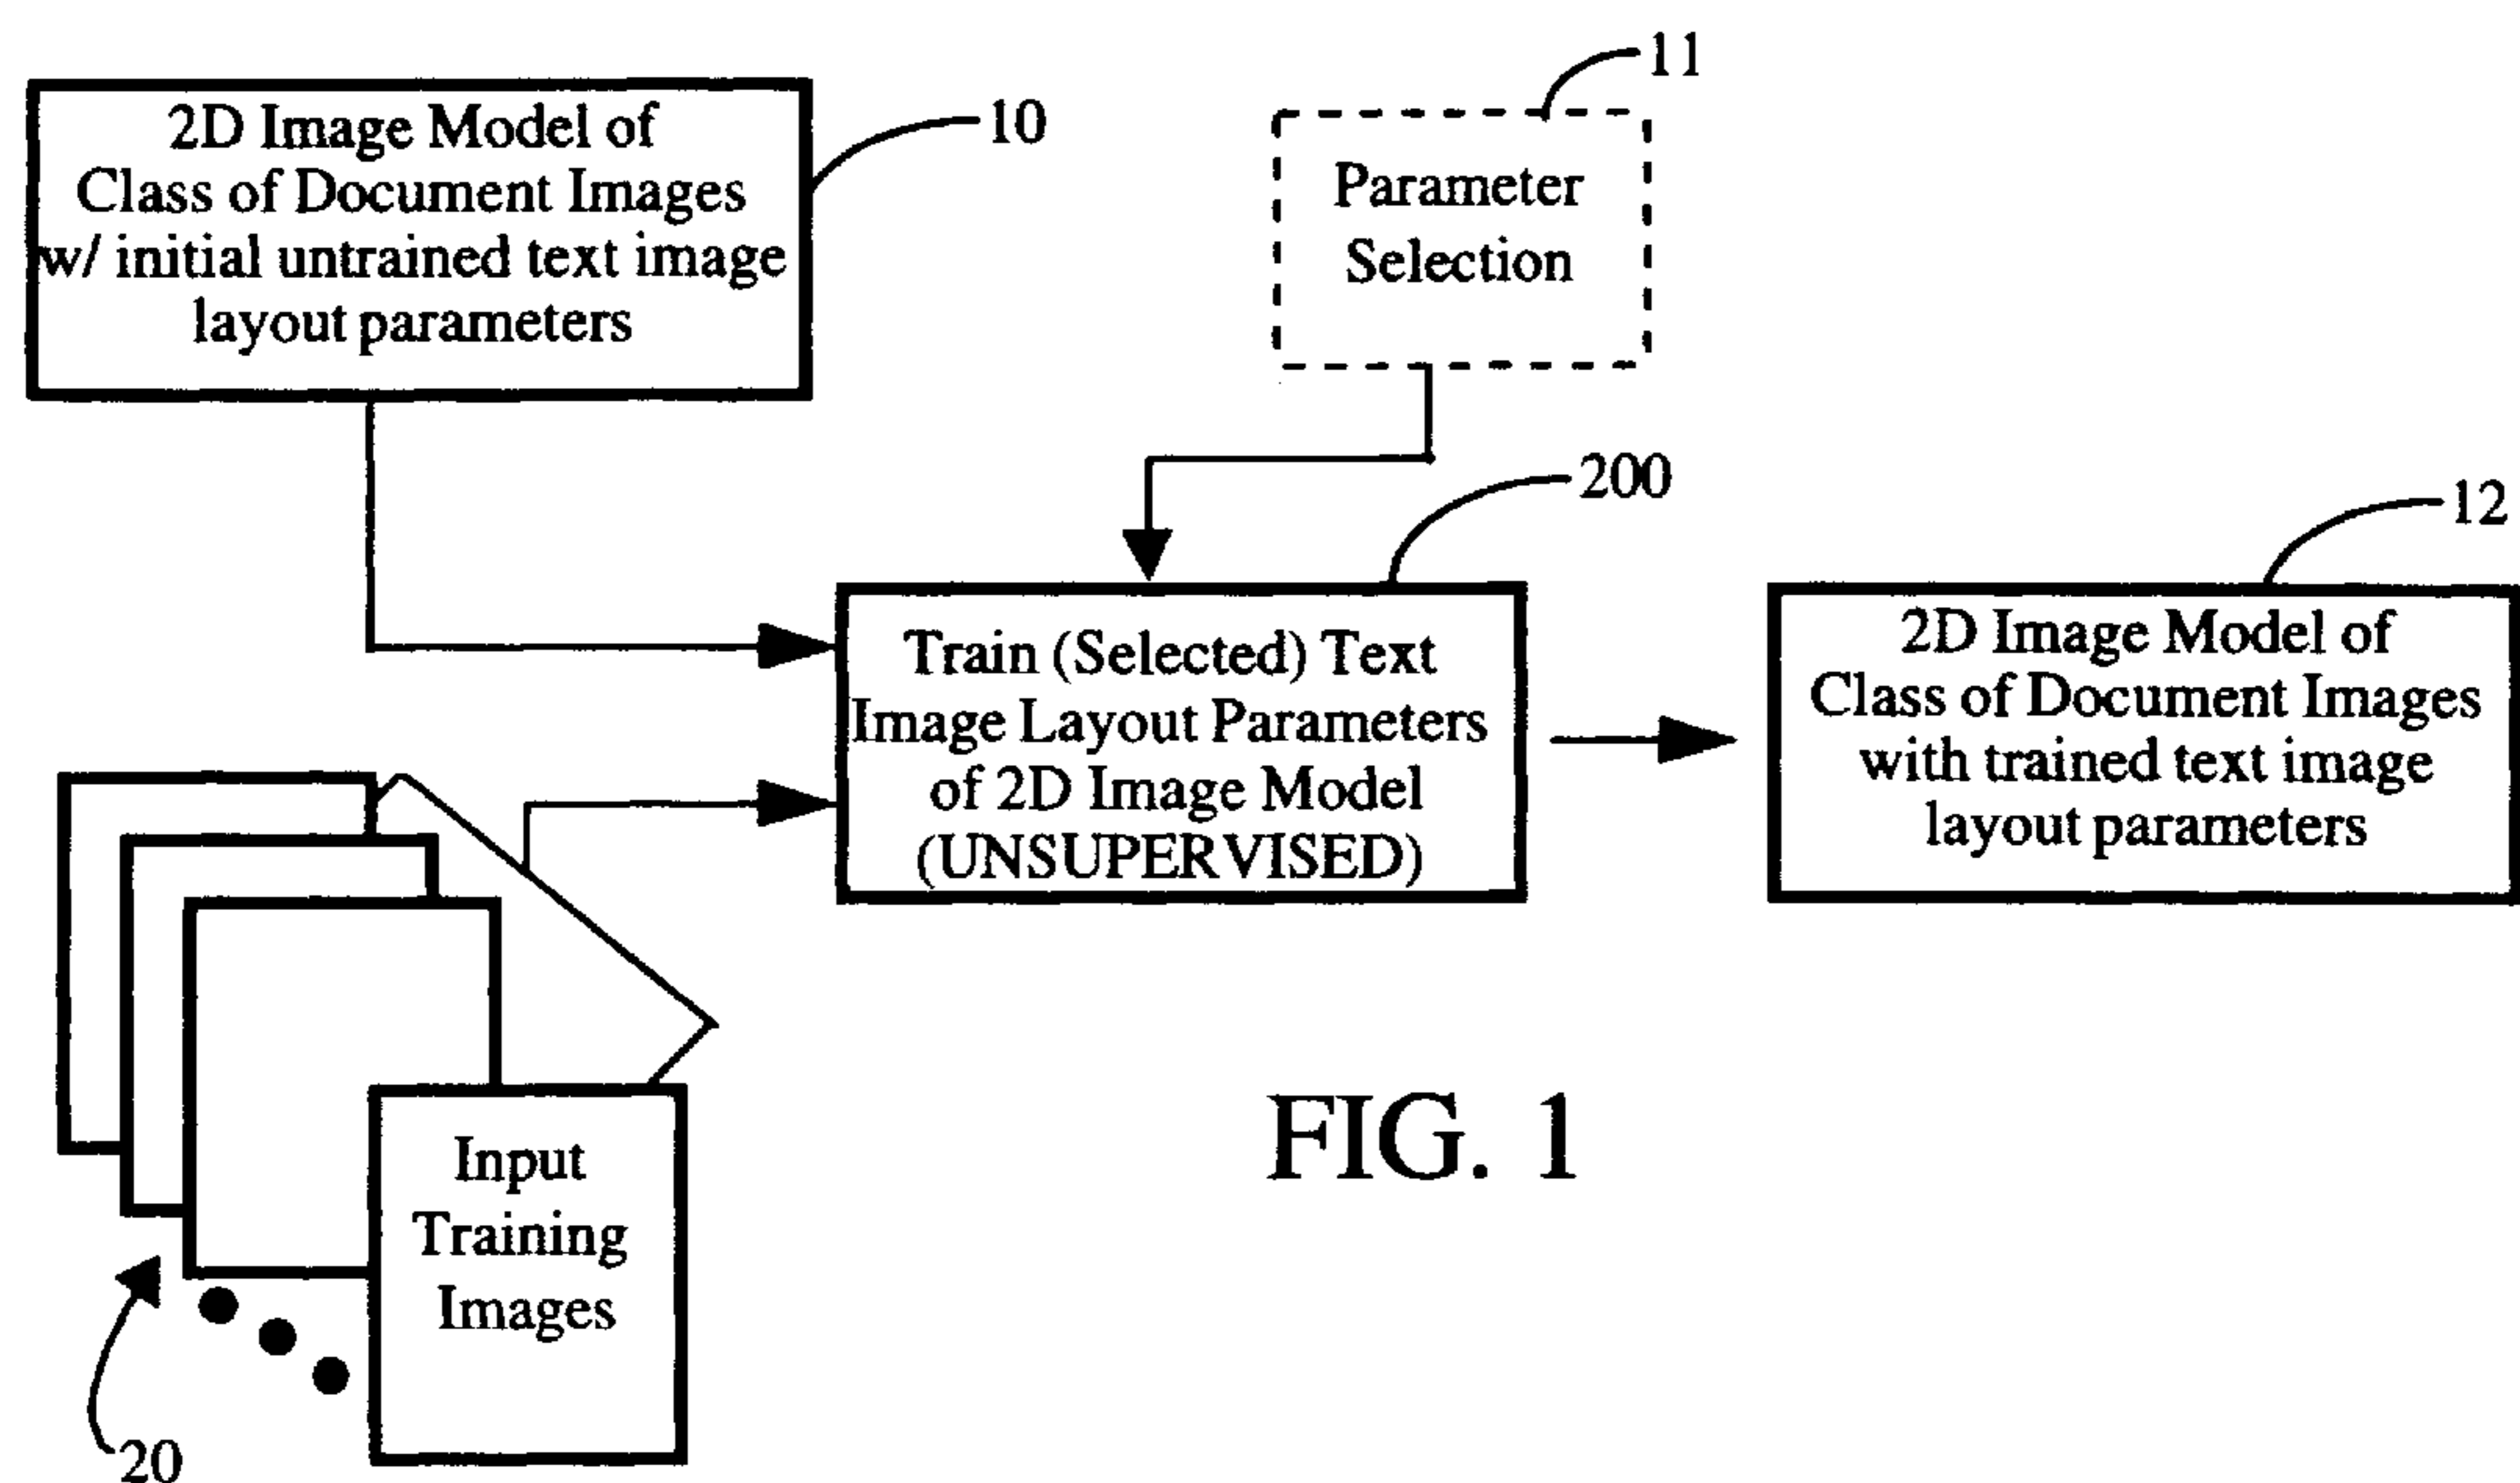 2D Image Model of
Class of Document Images
w/ initial untrained text image
layout parameters
10
Parameter
Selection
11
Train (Selected) Text
Image Layout Parameters
of 2D Image Model
(UNSUPERVISED)
200
2D Image Model of
Class of Document Images
with trained text image
layout parameters
12
Input
Training
Images
20
FIG. 1